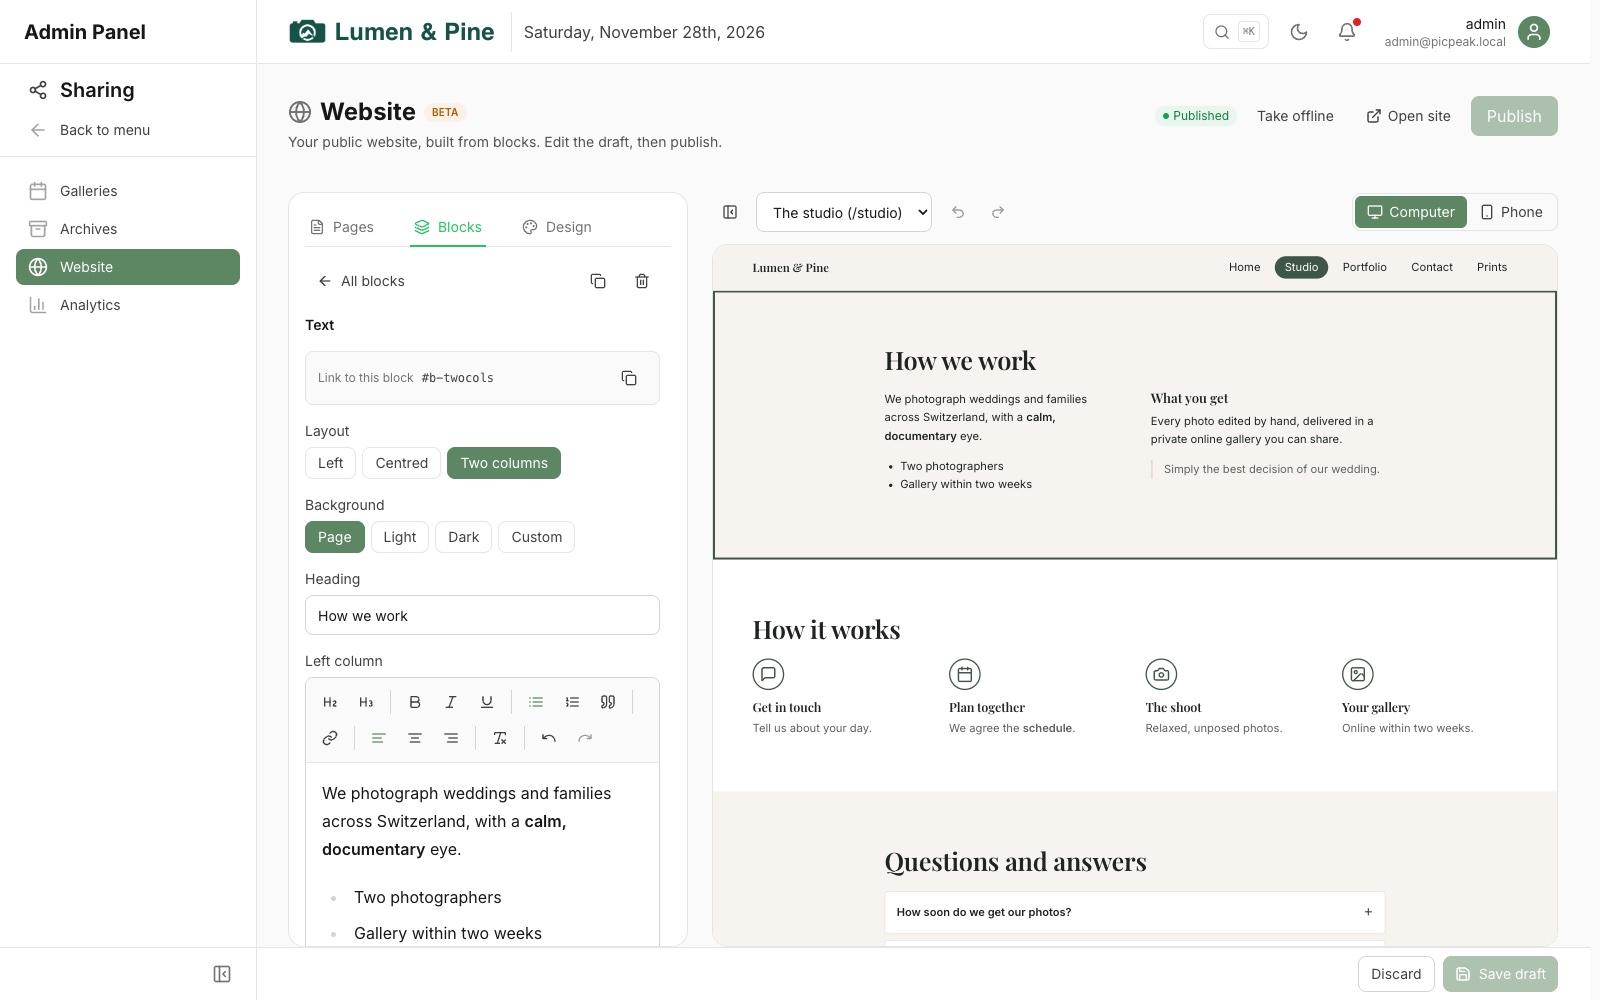 Admin Panel
Lumen & Pine
Saturday, November 28th, 2026
⌘K
admin
admin@picpeak.local
Sharing
Back to menu
Galleries
Archives
Website
Analytics
Website BETA
Your public website, built from blocks. Edit the draft, then publish.
Published
Take offline
Open site
Publish
Pages
Blocks
Design
All blocks
Text
Link to this block #b-twocols
Layout
Left
Centred
Two columns
Background
Page
Light
Dark
Custom
Heading
How we work
Left column
H2 H3 B I U
We photograph weddings and families
across Switzerland, with a calm,
documentary eye.
Two photographers
Gallery within two weeks
The studio (/studio)
Computer
Phone
Lumen & Pine
Home
Studio
Portfolio
Contact
Prints
How we work
We photograph weddings and families
across Switzerland, with a calm,
documentary eye.
• Two photographers
• Gallery within two weeks
What you get
Every photo edited by hand, delivered in a
private online gallery you can share.
Simply the best decision of our wedding.
How it works
Get in touch
Tell us about your day.
Plan together
We agree the schedule.
The shoot
Relaxed, unposed photos.
Your gallery
Online within two weeks.
Questions and answers
How soon do we get our photos? +
Discard
Save draft